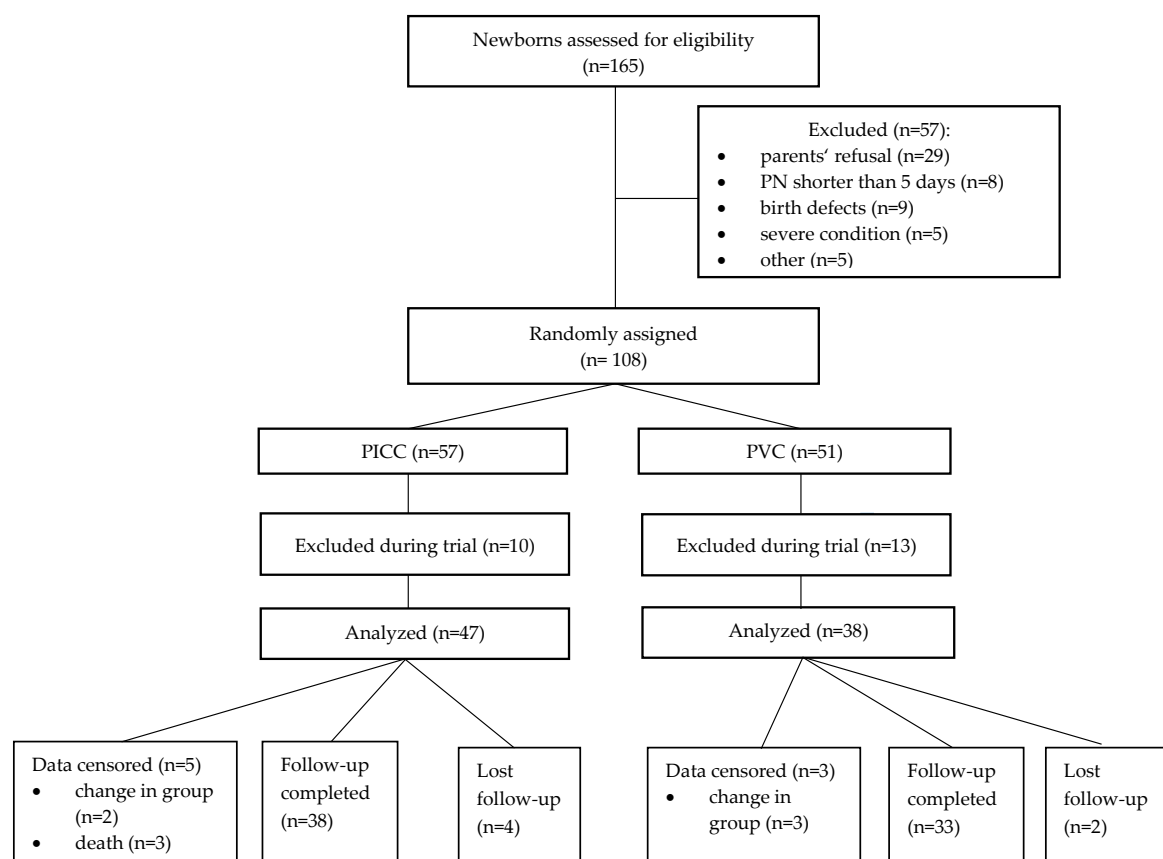 Newborns assessed for eligibility
(n=165)
Excluded (n=57):
• parents‘ refusal (n=29)
• PN shorter than 5 days (n=8)
• birth defects (n=9)
• severe condition (n=5)
• other (n=5)
Randomly assigned
(n= 108)
PICC (n=57)
PVC (n=51)
Excluded during trial (n=10)
Excluded during trial (n=13)
Analyzed (n=47)
Analyzed (n=38)
Data censored (n=5)
• change in group
(n=2)
• death (n=3)
Follow-up
completed
(n=38)
Lost
follow-up
(n=4)
Data censored (n=3)
• change in
group (n=3)
Follow-up
completed
(n=33)
Lost
follow-up
(n=2)